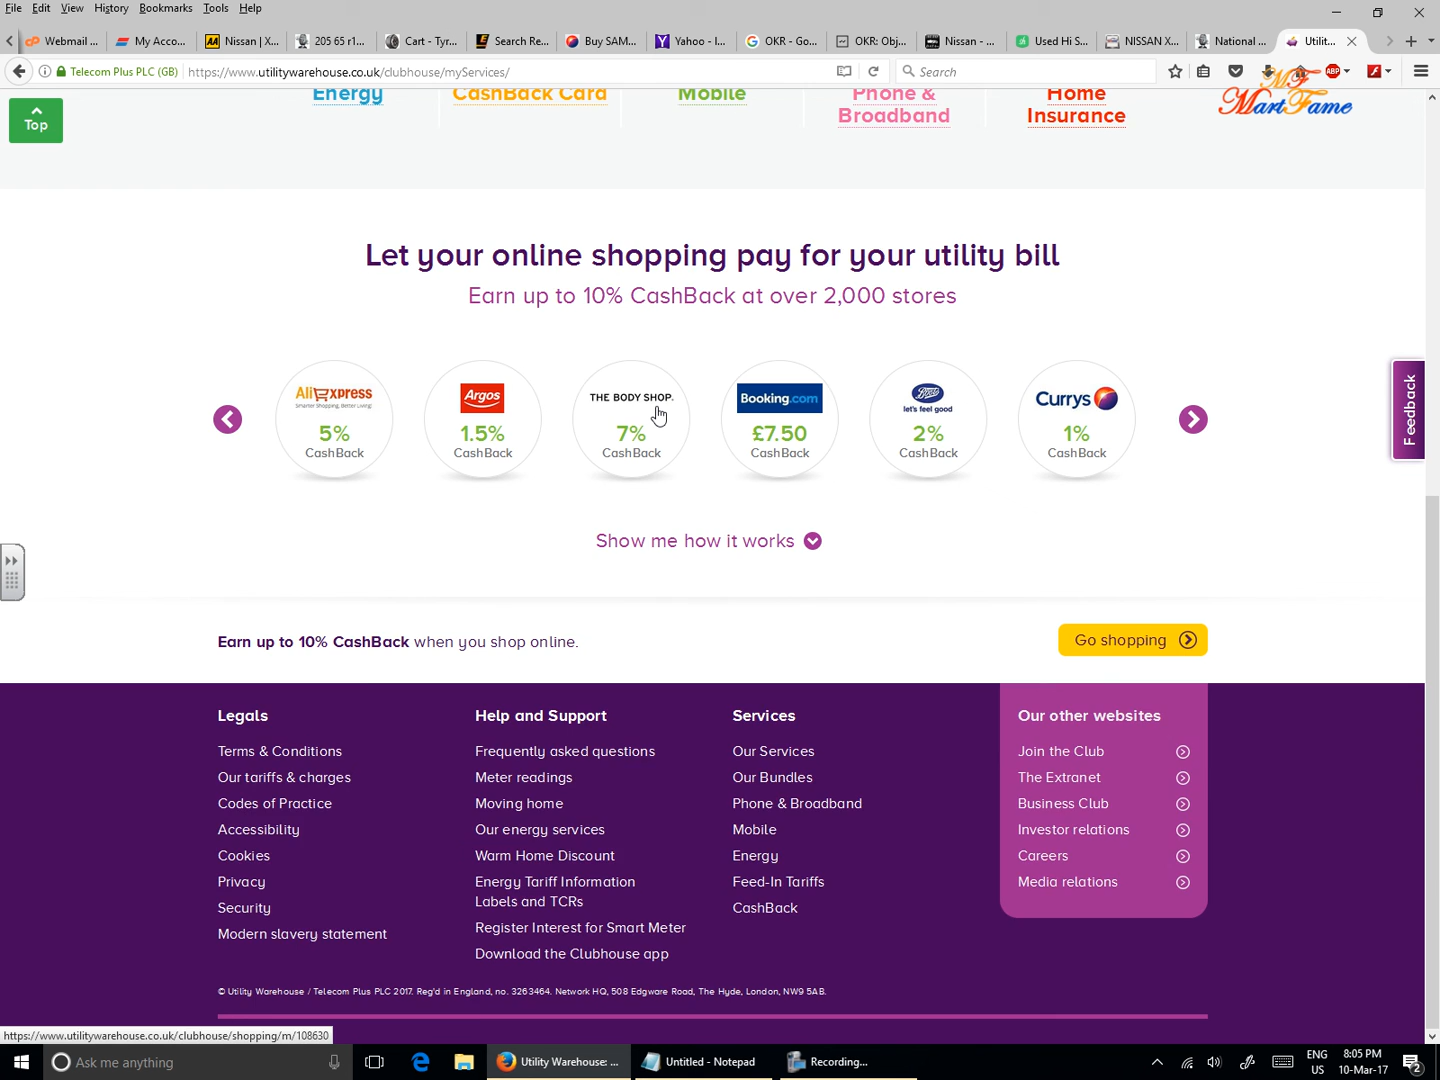 File Edit View History Bookmarks Tools Help
Webmail ... My Acco... Nissan | X... 205 65 r1... Cart - Tyr... Search Re... Buy SAM... Yahoo - I... OKR - Go... OKR: Obj... Nissan - ... Used Hi S... NISSAN X... National ... Utilit...
Telecom Plus PLC (GB) https://www.utilitywarehouse.co.uk/clubhouse/myServices/ Search ABP
MF
MartFame
Top
Energy CashBack Card Mobile Phone & Broadband Home Insurance
Let your online shopping pay for your utility bill
Earn up to 10% CashBack at over 2,000 stores
AliExpress Argos THE BODY SHOP. Booking.com Boots Currys
Smarter Shopping, Better Living! let's feel good
5% 1.5% 7% £7.50 2% 1%
CashBack CashBack CashBack CashBack CashBack CashBack
Feedback
Show me how it works
Earn up to 10% CashBack when you shop online.
Go shopping
Legals
Terms & Conditions
Our tariffs & charges
Codes of Practice
Accessibility
Cookies
Privacy
Security
Modern slavery statement
Help and Support
Frequently asked questions
Meter readings
Moving home
Our energy services
Warm Home Discount
Energy Tariff Information
Labels and TCRs
Register Interest for Smart Meter
Download the Clubhouse app
Services
Our Services
Our Bundles
Phone & Broadband
Mobile
Energy
Feed-In Tariffs
CashBack
Our other websites
Join the Club
The Extranet
Business Club
Investor relations
Careers
Media relations
© Utility Warehouse / Telecom Plus PLC 2017. Reg'd in England, no. 3263464. Network HQ, 508 Edgware Road, The Hyde, London, NW9 5AB.
https://www.utilitywarehouse.co.uk/clubhouse/shopping/m/108630
Ask me anything
Utility Warehouse: ...
Untitled - Notepad
Recording...
ENG
US
8:05 PM
10-Mar-17
2